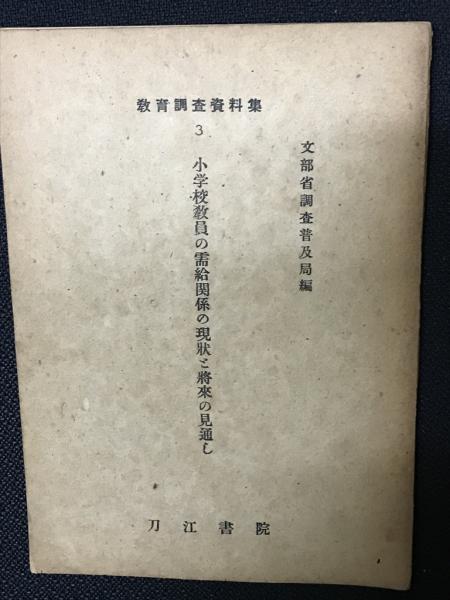 教育調査資料集
3
文部省調査普及局編
小学校教員の需給関係の現狀と將來の見通し
刀江書院